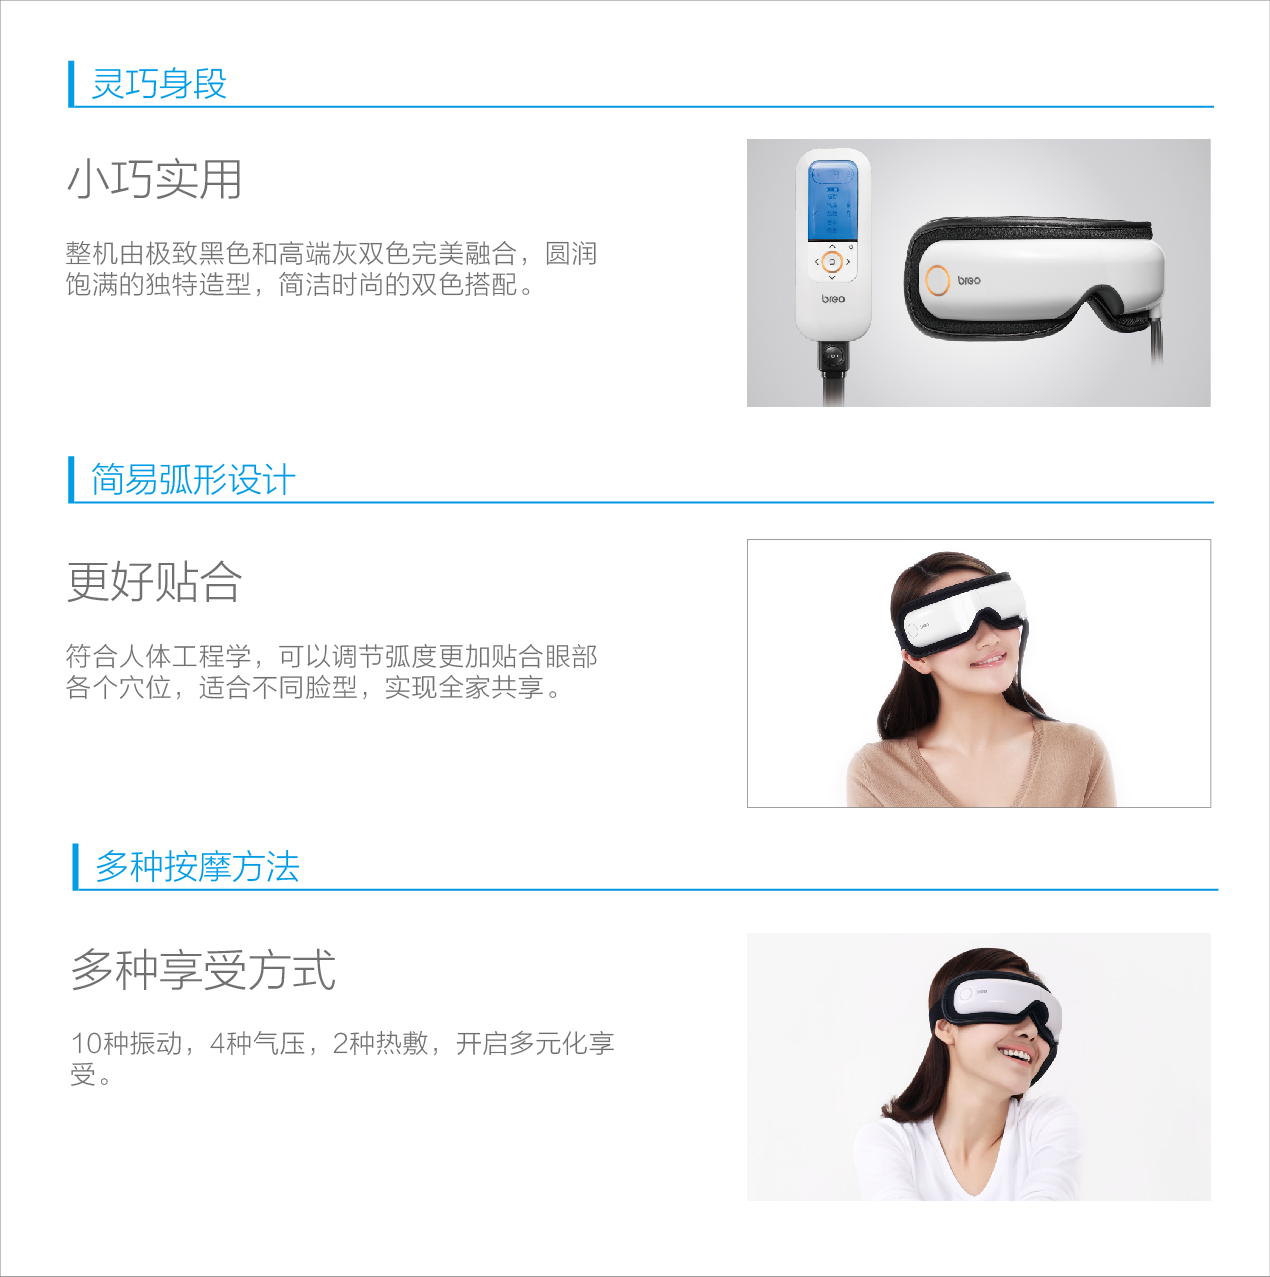 灵巧身段
小巧实用
整机由极致黑色和高端灰双色完美融合，圆润
饱满的独特造型，简洁时尚的双色搭配。
breo
breo
简易弧形设计
更好贴合
符合人体工程学，可以调节弧度更加贴合眼部
各个穴位，适合不同脸型，实现全家共享。
breo
多种按摩方法
多种享受方式
10种振动，4种气压，2种热敷，开启多元化享
受。
breo